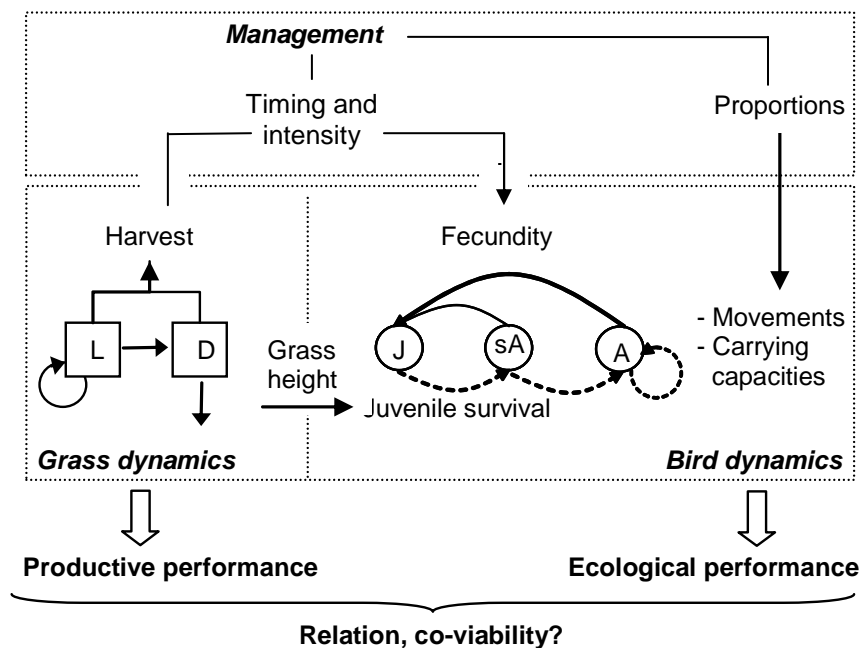 Management
Timing and
intensity
Proportions
Harvest
Fecundity
L
D
Grass
height
J
sA
A
- Movements
- Carrying
capacities
Juvenile survival
Grass dynamics
Bird dynamics
Productive performance
Ecological performance
Relation, co-viability?